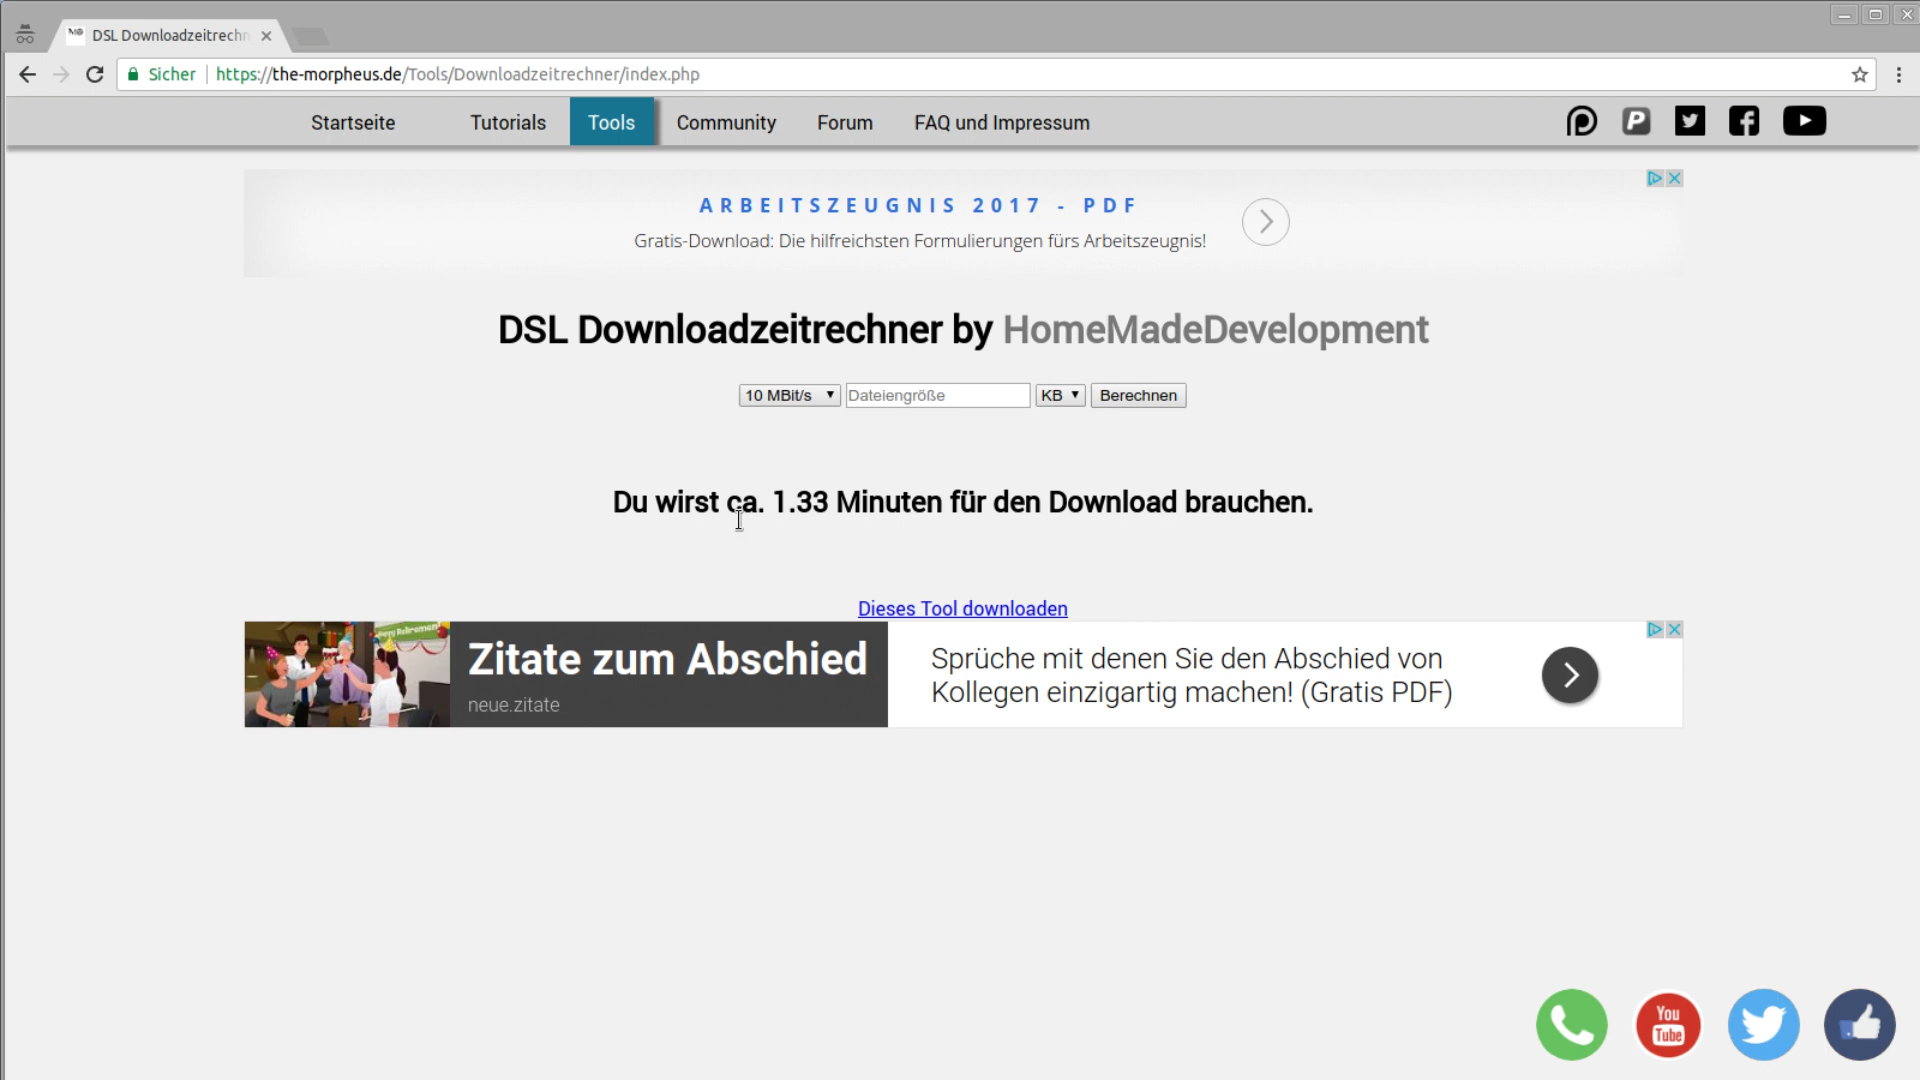 DSL Downloadzeitrechn
Sicher
https://the-morpheus.de/Tools/Downloadzeitrechner/index.php
Startseite
Tutorials
Tools
Community
Forum
FAQ und Impressum
ARBEITSZEUGNIS 2017 - PDF
Gratis-Download: Die hilfreichsten Formulierungen fürs Arbeitszeugnis!
DSL Downloadzeitrechner by HomeMadeDevelopment
10 MBit/s
Dateiengröße
KB
Berechnen
Du wirst ca. 1.33 Minuten für den Download brauchen.
Dieses Tool downloaden
Retirement
Zitate zum Abschied
neue.zitate
Sprüche mit denen Sie den Abschied von
Kollegen einzigartig machen! (Gratis PDF)
You
Tube